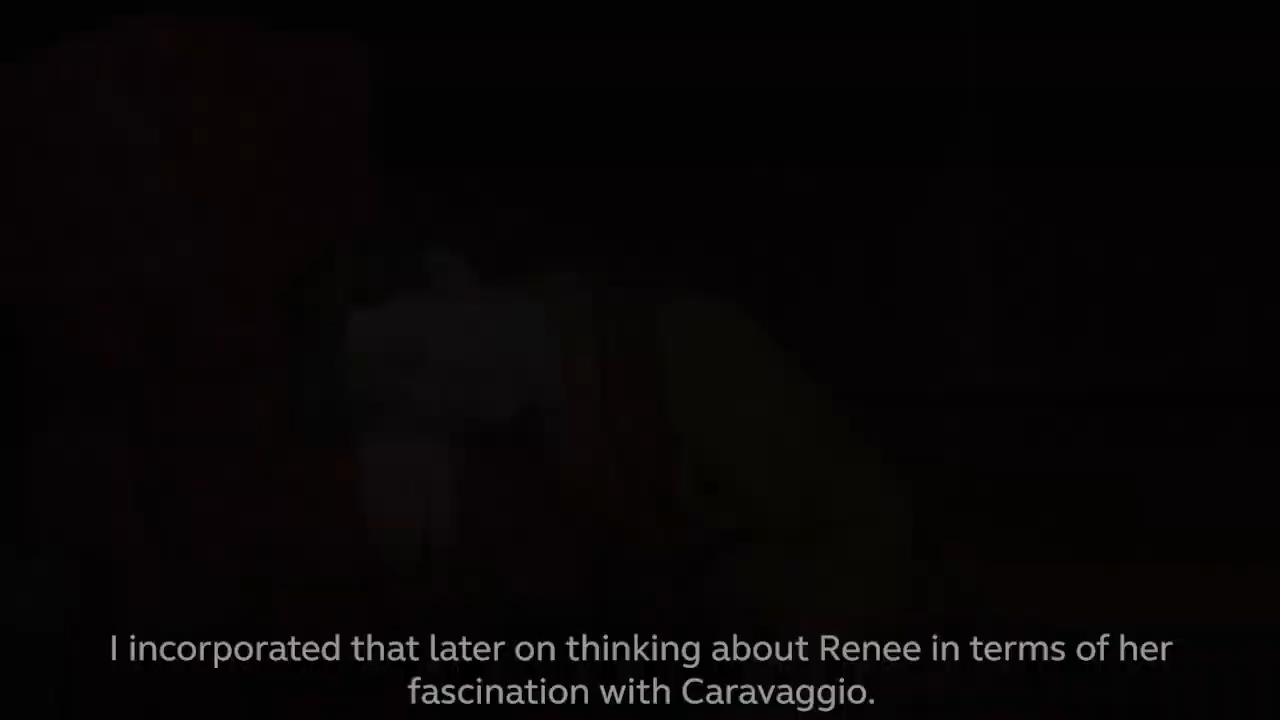 I incorporated that later on thinking about Renee in terms of her
fascination with Caravaggio.